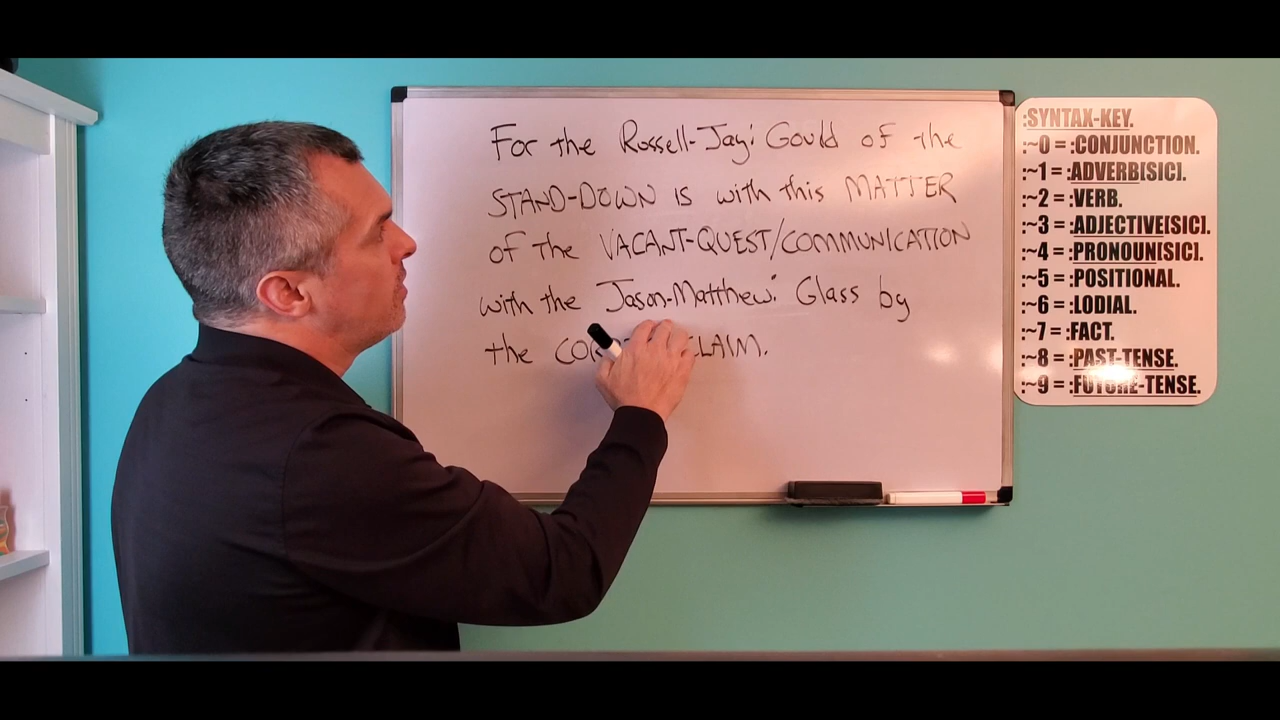 For the Russell-Jay: Gould of the
STAND-DOWN is with this MATTER
of the VACANT-QUEST/COMMUNICATION
with the Jason-Matthew: Glass by
the CLAIM.
:SYNTAX-KEY.
:~0 = :CONJUNCTION.
:~1 = :ADVERB[SIC].
:~2 = :VERB.
:~3 = :ADJECTIVE[SIC].
:~4 = :PRONOUN[SIC].
:~5 = :POSITIONAL.
:~6 = :LODIAL.
:~7 = :FACT.
:~8 = :PAST-TENSE.
:~9 = :FUTURE-TENSE.